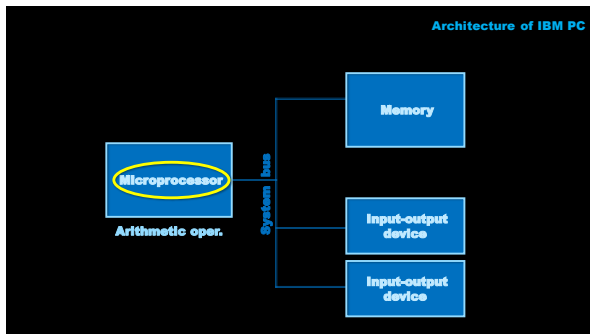 Architecture of IBM PC
Memory
Microprocessor
System bus
Arithmetic oper.
Input-output
device
Input-output
device